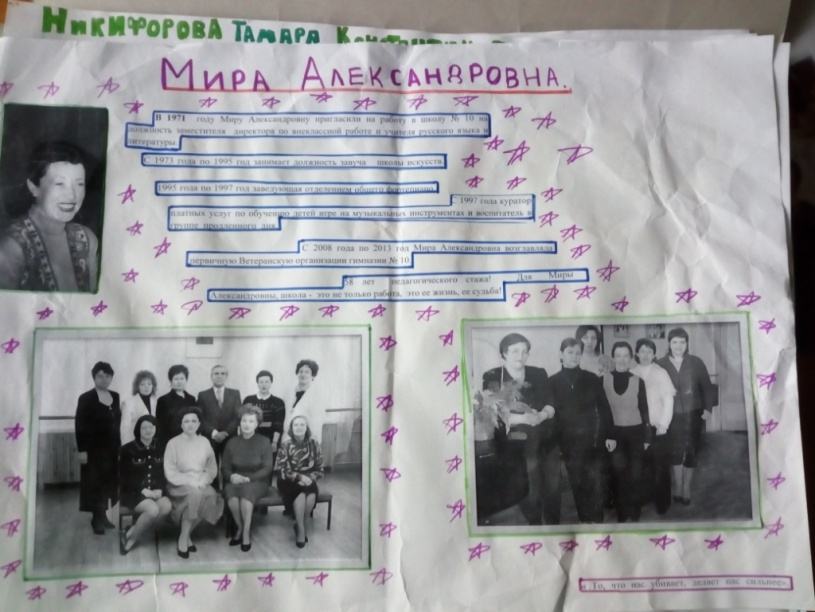 НИКИФОРОВА ТАМАРА
МИРА АЛЕКСАНДРОВНА.
В 1971 году Миру Александровну пригласили на работу в школу № 10 на
должность заместителя директора по внеклассной работе и учителя русского языка и
литературы.
С 1973 года по 1995 год занимает должность завуча школы искусств.
1995 года по 1997 год заведующая отделением общего фортепиано.
С 1997 года куратор
платных услуг по обучению детей игре на музыкальных инструментах и воспитатель в
группе продленного дня.
С 2008 года по 2013 год Мира Александровна возглавляла
первичную Ветеранскую организации гимназии № 10.
58 лет педагогического стажа! Для Миры
Александровны, школа - это не только работа, это ее жизнь, ее судьба!
« То, что нас убивает, делает нас сильнее».